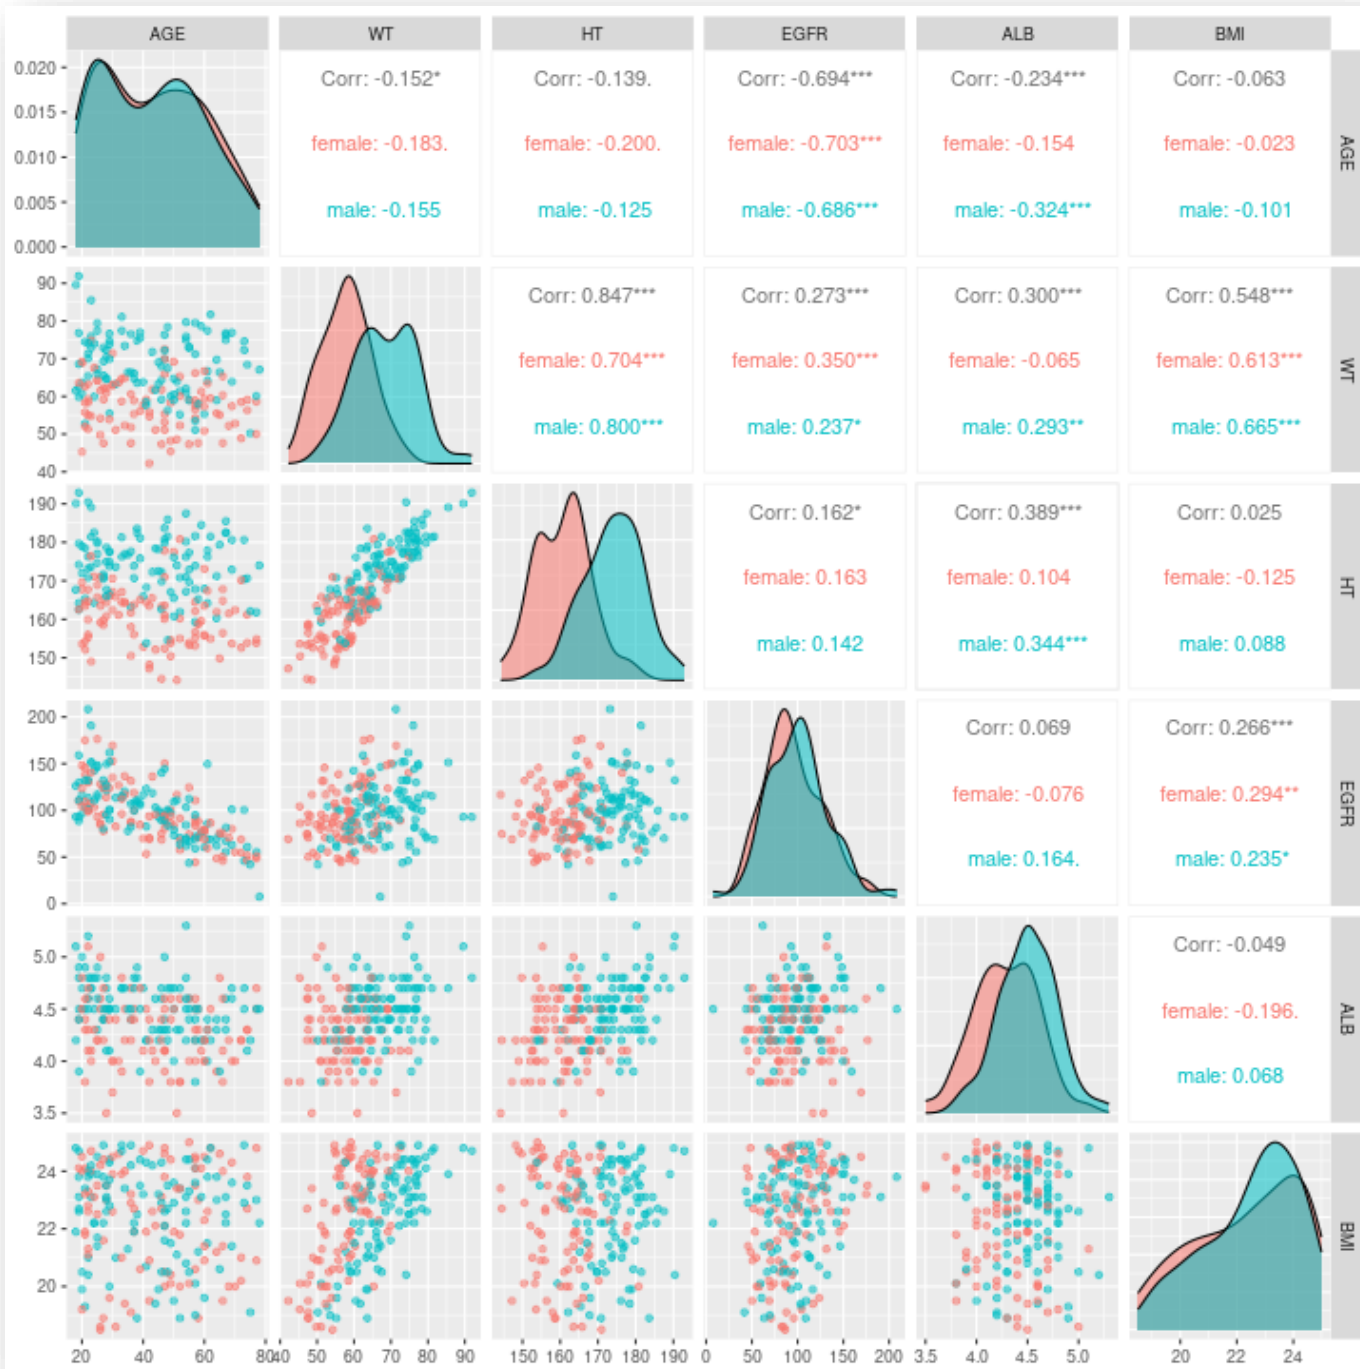 AGE WT HT EGFR ALB BMI
0.020
Corr: -0.152* Corr: -0.139. Corr: -0.694*** Corr: -0.234*** Corr: -0.063
0.015
female: -0.183. female: -0.200. female: -0.703*** female: -0.154 female: -0.023
AGE
0.010
0.005
male: -0.155 male: -0.125 male: -0.686*** male: -0.324*** male: -0.101
0.000
90
Corr: 0.847*** Corr: 0.273*** Corr: 0.300*** Corr: 0.548***
80
70
female: 0.704*** female: 0.350*** female: -0.065 female: 0.613***
WT
60
50
male: 0.800*** male: 0.237* male: 0.293** male: 0.665***
40
190
Corr: 0.162* Corr: 0.389*** Corr: 0.025
180
170
female: 0.163 female: 0.104 female: -0.125
HT
160
150
male: 0.142 male: 0.344*** male: 0.088
200
Corr: 0.069 Corr: 0.266***
150
100
female: -0.076 female: 0.294**
EGFR
50
male: 0.164. male: 0.235*
0
5.0
Corr: -0.049
4.5
female: -0.196.
ALB
4.0
male: 0.068
3.5
24
22
BMI
20
20 40 60 80 40 50 60 70 80 90 150 160 170 180 190 0 50 100 150 200 3.5 4.0 4.5 5.0 20 22 24